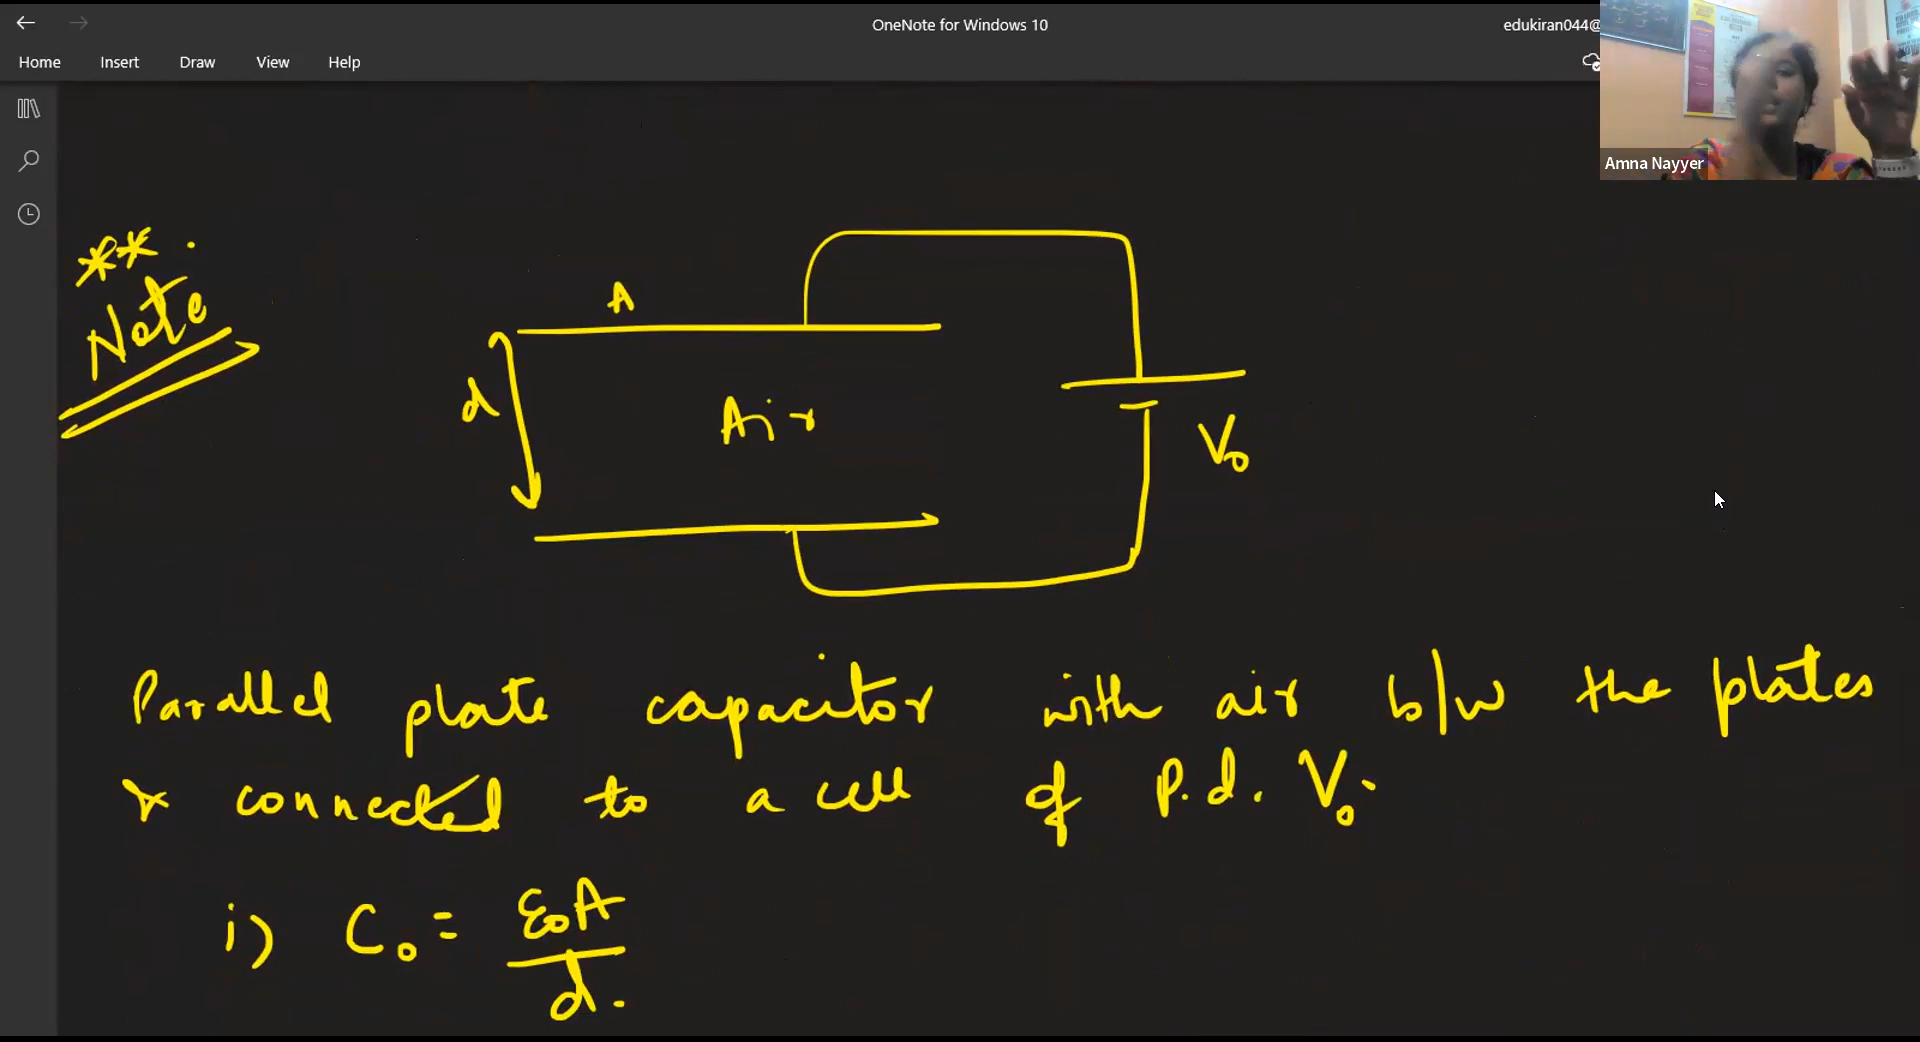 OneNote for Windows 10
edukiran044@
Home Insert Draw View Help
Amna Nayyer
**.
Note
A
d
Air
V₀
Parallel plate capacitor with air b/w the plates
& connected to a cell of P.d. V₀.
i) C₀ = ε₀A
d.